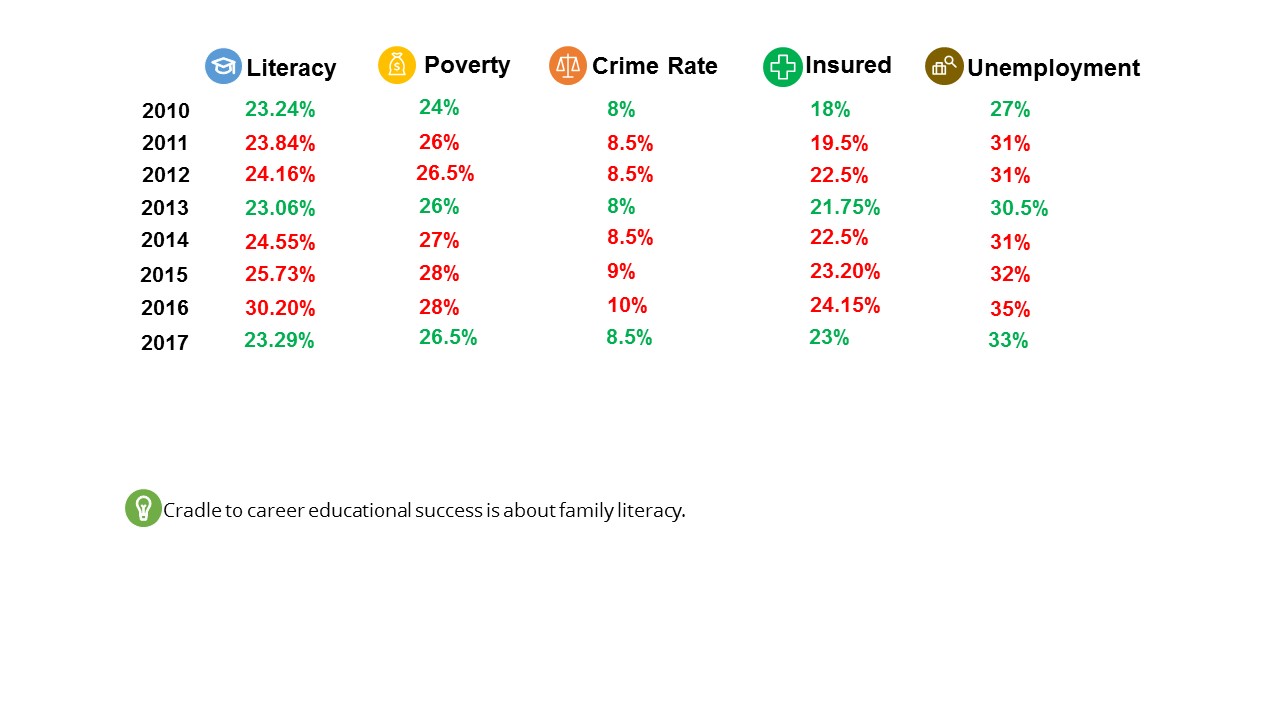 Literacy Poverty Crime Rate Insured Unemployment
2010 23.24% 24% 8% 18% 27%
2011 23.84% 26% 8.5% 19.5% 31%
2012 24.16% 26.5% 8.5% 22.5% 31%
2013 23.06% 26% 8% 21.75% 30.5%
2014 24.55% 27% 8.5% 22.5% 31%
2015 25.73% 28% 9% 23.20% 32%
2016 30.20% 28% 10% 24.15% 35%
2017 23.29% 26.5% 8.5% 23% 33%
Cradle to career educational success is about family literacy.